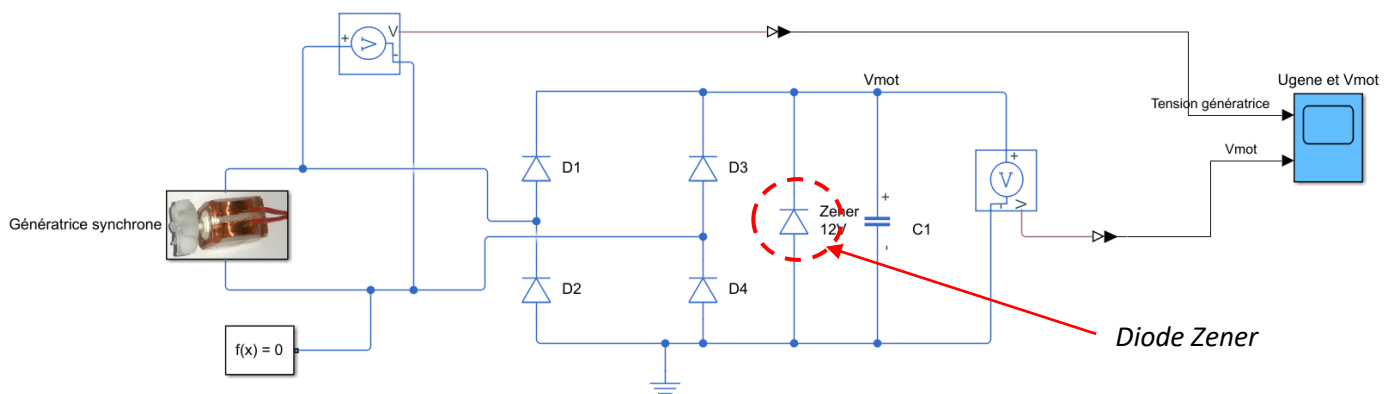 V
+
-
V
Vmot
Ugene et Vmot
Tension génératrice
Vmot
D1
D3
+
V
-
V
Génératrice synchrone
Zener
12V
+
C1
-
D2
D4
f(x) = 0
Diode Zener